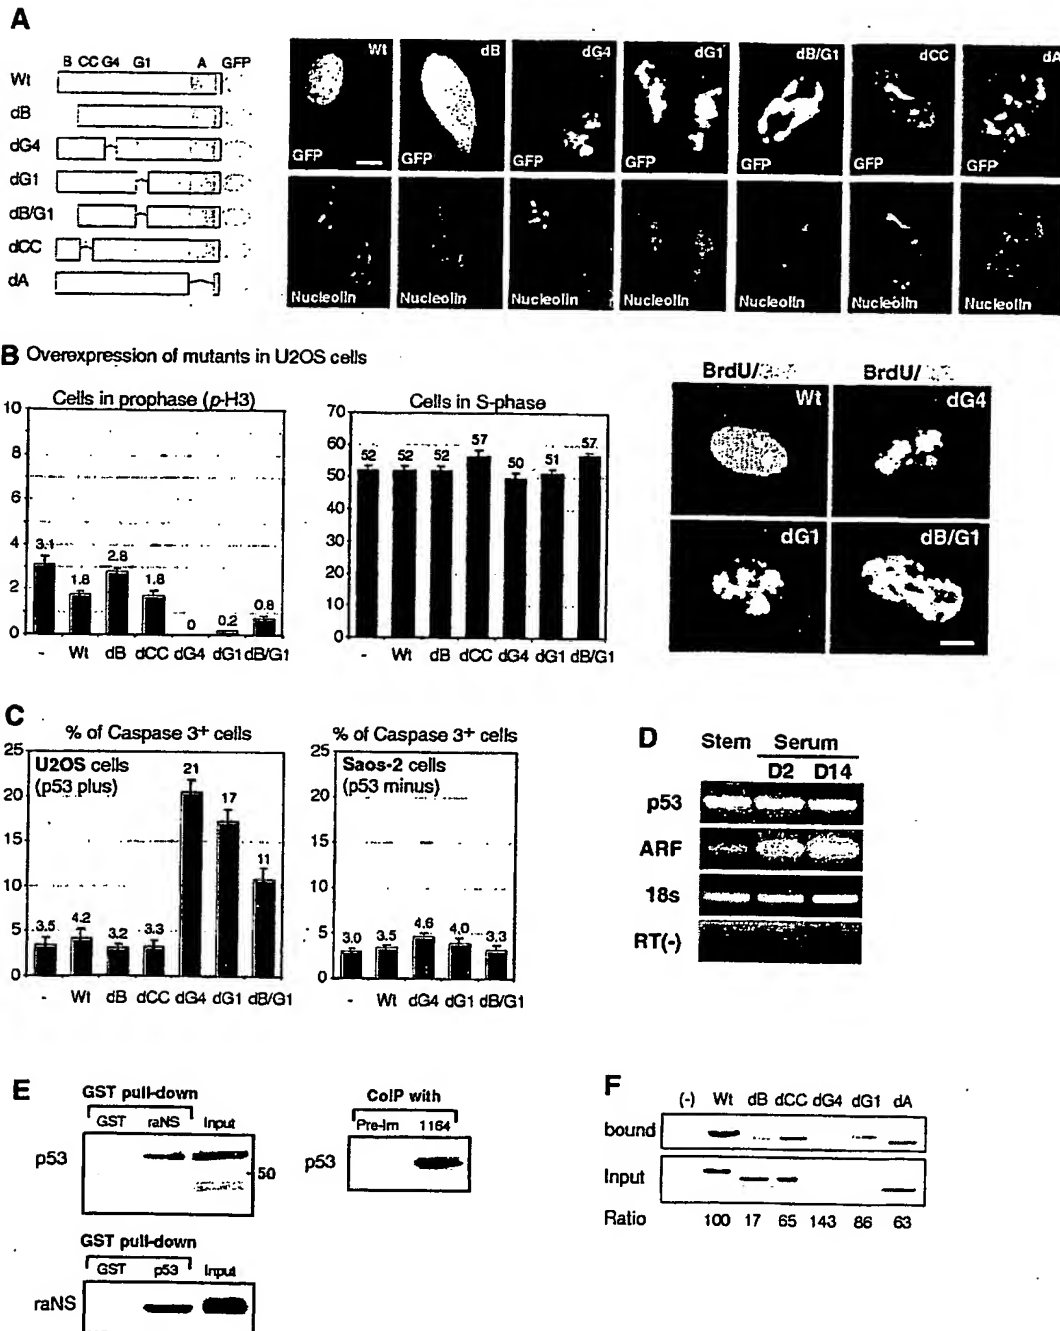 A
B CC G4 G1 A GFP
Wt
dB
dG4
dG1
dB/G1
dCC
dA
Wt dB dG4 dG1 dB/G1 dCC dA
GFP GFP GFP GFP GFP GFP GFP
Nucleolin Nucleolin Nucleolin Nucleolin Nucleolin Nucleolin Nucleolin
B Overexpression of mutants in U2OS cells
Cells in prophase (p-H3)
10
8
6
4
2
0
3.1 1.8 2.8 1.8 0 0.2 0.8
- Wt dB dCC dG4 dG1 dB/G1
Cells in S-phase
70
60
50
40
30
20
10
0
52 52 52 57 50 51 57
- Wt dB dCC dG4 dG1 dB/G1
BrdU/ BrdU/
Wt dG4
dG1 dB/G1
C
% of Caspase 3+ cells
25
20
15
10
5
0
U2OS cells
(p53 plus)
3.5 4.2 3.2 3.3 21 17 11
- Wt dB dCC dG4 dG1 dB/G1
% of Caspase 3+ cells
25
20
15
10
5
0
Saos-2 cells
(p53 minus)
3.0 3.5 4.6 4.0 3.3
- Wt dG4 dG1 dB/G1
D
Stem Serum
D2 D14
p53
ARF
18s
RT(-)
E
GST pull-down
GST raNS Input
p53
50
CoIP with
Pre-Im 1164
p53
GST pull-down
GST p53 Input
raNS
F
(-) Wt dB dCC dG4 dG1 dA
bound
Input
Ratio 100 17 65 143 86 63